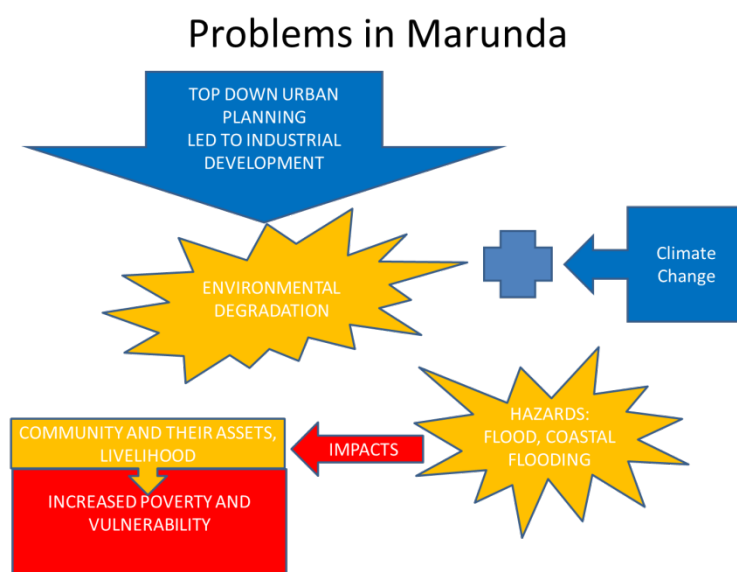 Problems in Marunda
TOP DOWN URBAN
PLANNING
LED TO INDUSTRIAL
DEVELOPMENT
ENVIRONMENTAL
DEGRADATION
Climate
Change
HAZARDS:
FLOOD, COASTAL
FLOODING
IMPACTS
COMMUNITY AND THEIR ASSETS,
LIVELIHOOD
INCREASED POVERTY AND
VULNERABILITY